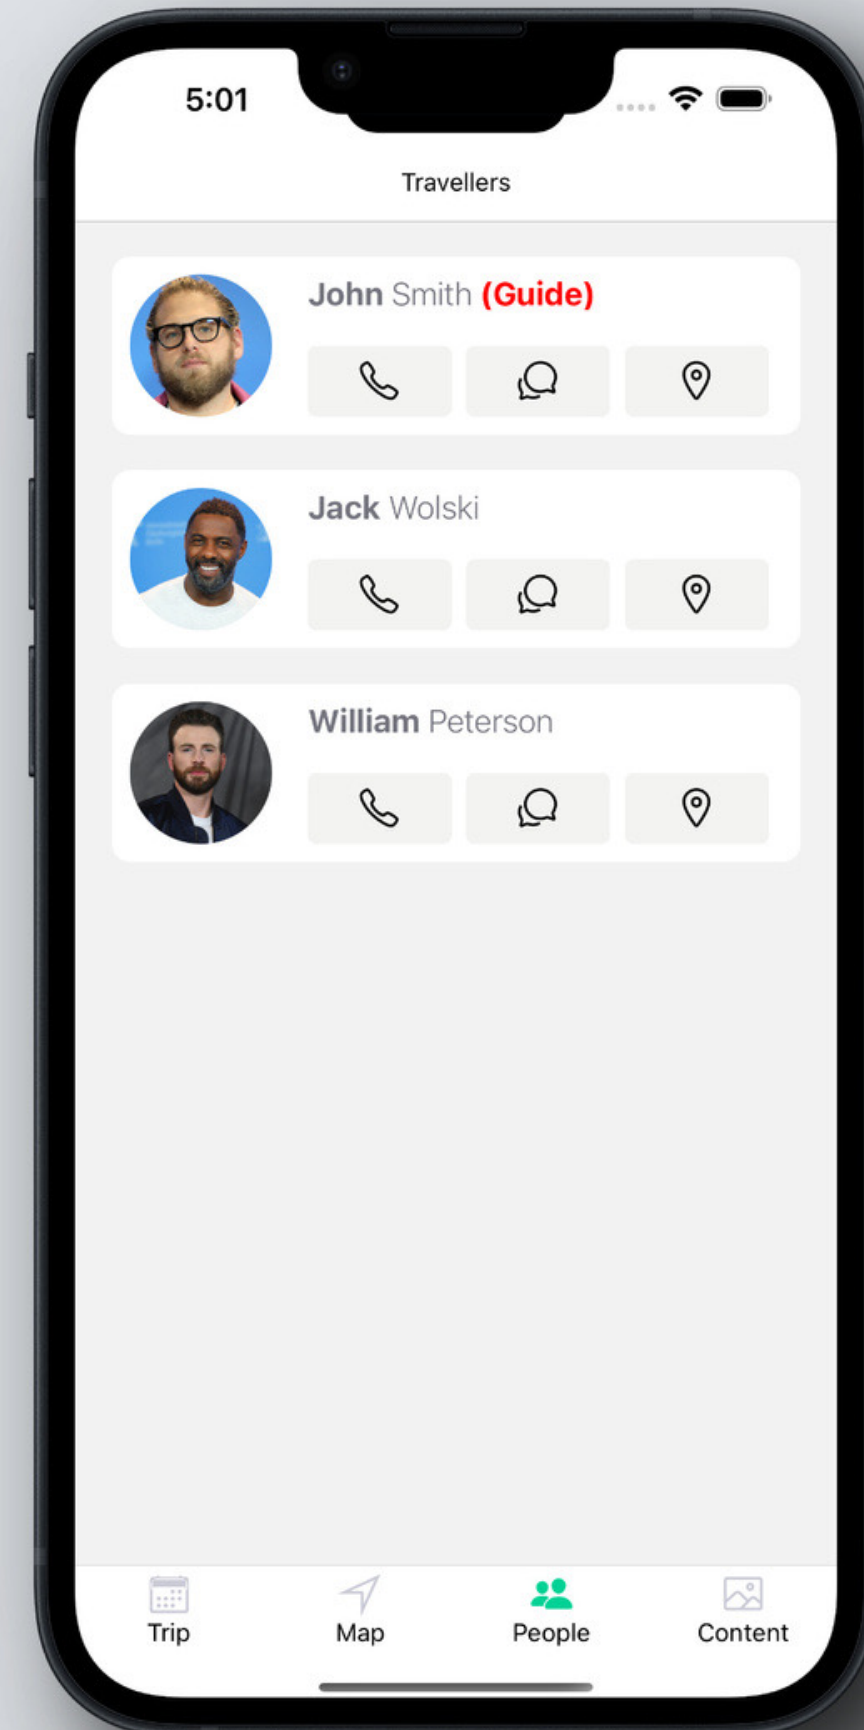 5:01
Travellers
John Smith (Guide)
Jack Wolski
William Peterson
Trip Map People Content